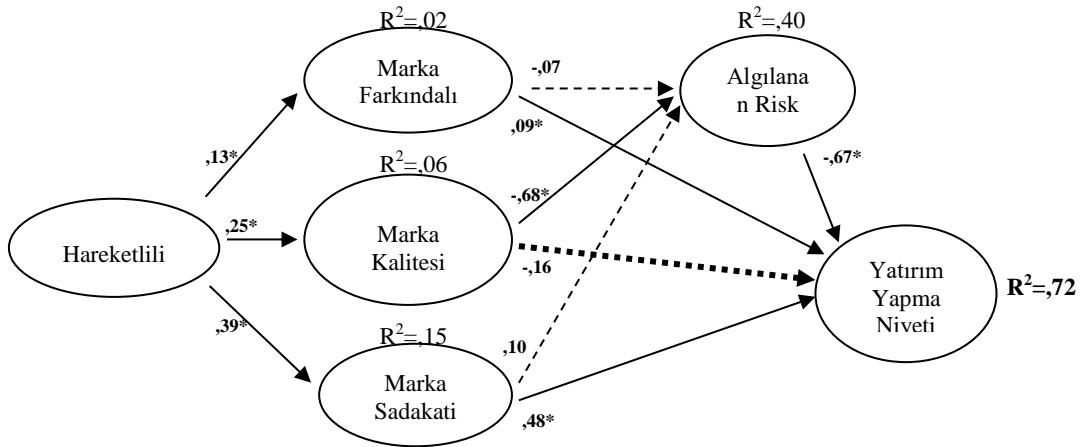 R²=,02
R²=,40
Marka
Farkındalı
Algılana
n Risk
-,07
,09*
,13*
R²=,06
-,67*
-,68*
Hareketlili
,25*
Marka
Kalitesi
-,16
Yatırım
Yapma
Niyeti
R²=,72
,39*
R²=,15
,10
Marka
Sadakati
,48*